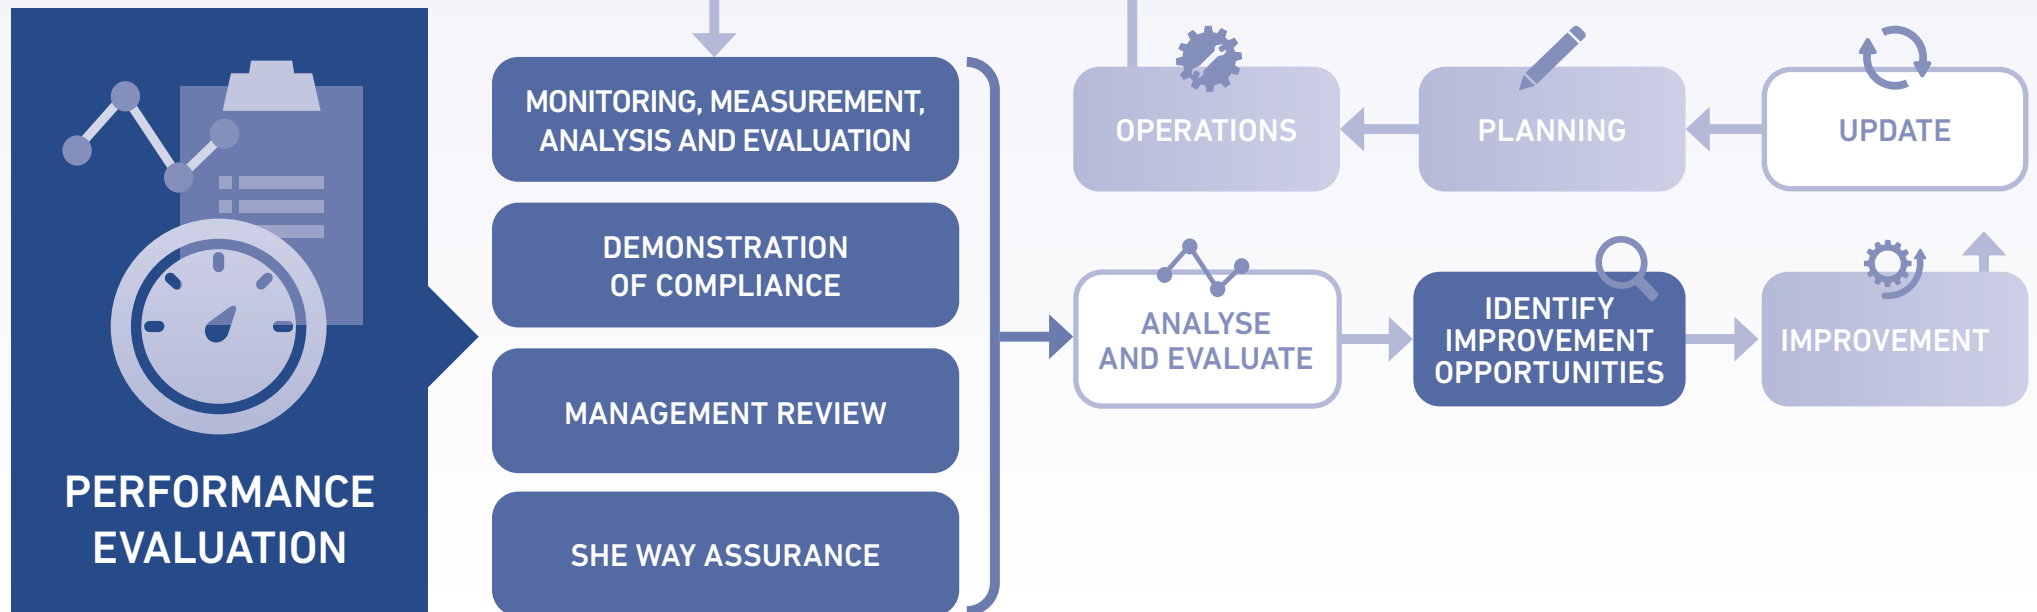 PERFORMANCE
EVALUATION
MONITORING, MEASUREMENT,
ANALYSIS AND EVALUATION
DEMONSTRATION
OF COMPLIANCE
MANAGEMENT REVIEW
SHE WAY ASSURANCE
OPERATIONS
PLANNING
UPDATE
ANALYSE
AND EVALUATE
IDENTIFY
IMPROVEMENT
OPPORTUNITIES
IMPROVEMENT